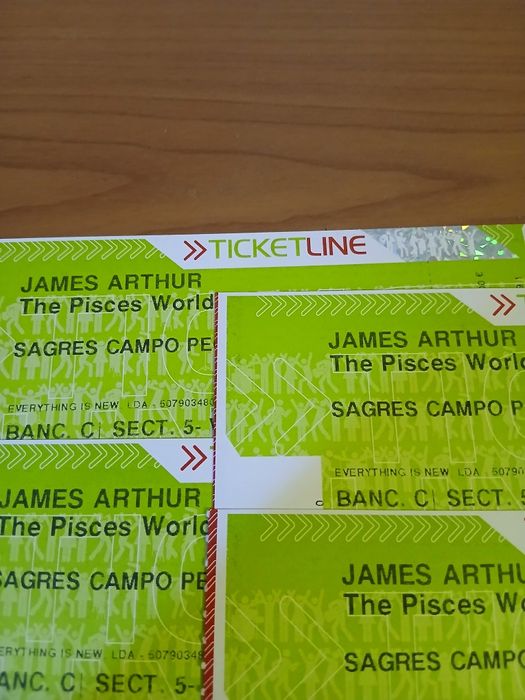 TICKETLINE
JAMES ARTHUR
The Pisces World
SAGRES CAMPO PE
EVERYTHING IS NEW LDA - 507903480
BANC. C| SECT. 5-
JAMES ARTHUR
The Pisces World
SAGRES CAMPO P
EVERYTHING IS NEW LDA - 50790
BANC. C| SECT. 5
JAMES ARTHUR
The Pisces World
SAGRES CAMPO PE
EVERYTHING IS NEW LDA - 50790348
BANC. C| SECT. 5-
JAMES ARTHU
The Pisces Wo
SAGRES CAMPO